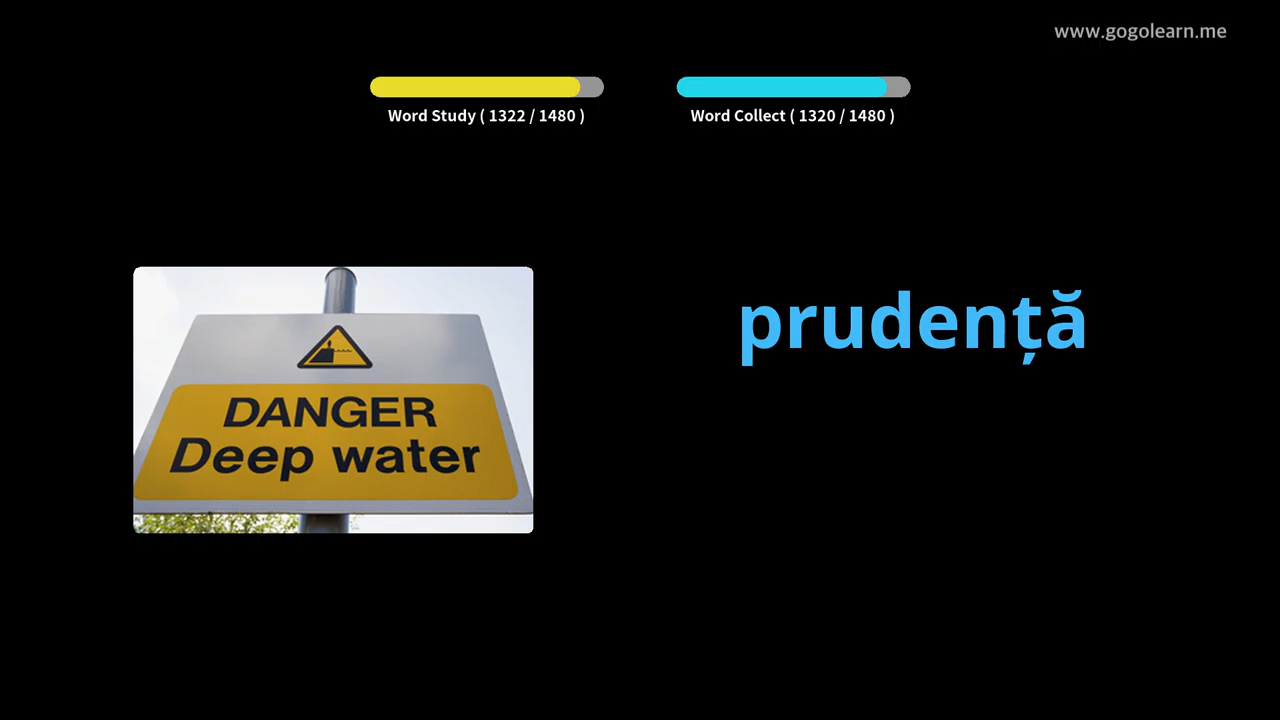 www.gogolearn.me
Word Study ( 1322 / 1480 )
Word Collect ( 1320 / 1480 )
DANGER
Deep water
prudență